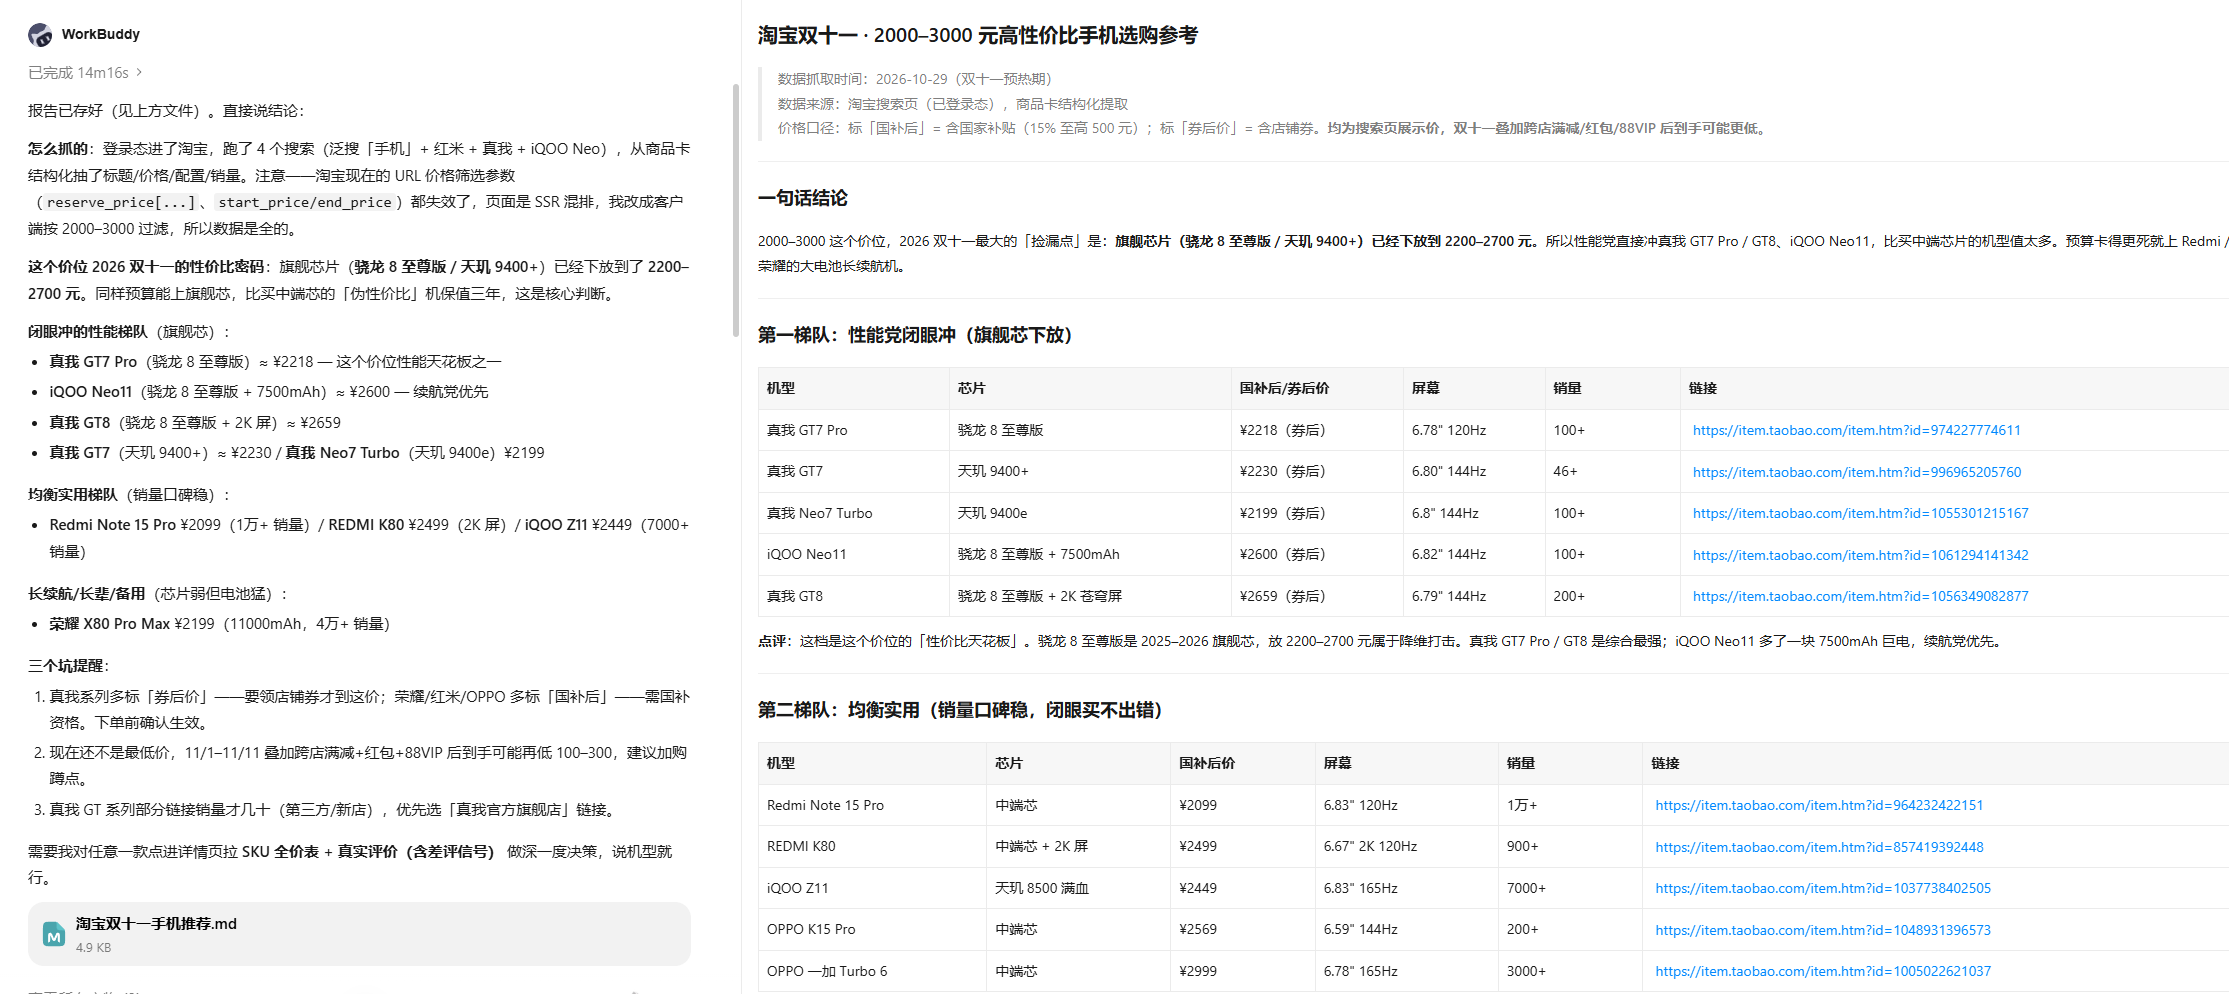 WorkBuddy
已完成 14m16s
报告已存好（见上方文件）。直接说结论：
怎么抓的：登录态进了淘宝，跑了 4 个搜索（泛搜「手机」+ 红米 + 真我 + iQOO Neo），从商品卡
结构化抽了标题/价格/配置/销量。注意——淘宝现在的 URL 价格筛选参数
（reserve_price[...]、start_price/end_price）都失效了，页面是 SSR 混排，我改成客户
端按 2000–3000 过滤，所以数据是全的。
这个价位 2026 双十一的性价比密码：旗舰芯片（骁龙 8 至尊版 / 天玑 9400+）已经下放到了 2200–
2700 元。同样预算能上旗舰芯，比买中端芯的「伪性价比」机保值三年，这是核心判断。
闭眼冲的性能梯队（旗舰芯）：
• 真我 GT7 Pro（骁龙 8 至尊版）≈ ¥2218 — 这个价位性能天花板之一
• iQOO Neo11（骁龙 8 至尊版 + 7500mAh）≈ ¥2600 — 续航党优先
• 真我 GT8（骁龙 8 至尊版 + 2K 屏）≈ ¥2659
• 真我 GT7（天玑 9400+）≈ ¥2230 / 真我 Neo7 Turbo（天玑 9400e）¥2199
均衡实用梯队（销量口碑稳）：
• Redmi Note 15 Pro ¥2099（1万+ 销量）/ REDMI K80 ¥2499（2K 屏）/ iQOO Z11 ¥2449（7000+
销量）
长续航/长辈/备用（芯片弱但电池猛）：
• 荣耀 X80 Pro Max ¥2199（11000mAh，4万+ 销量）
三个坑提醒：
1. 真我系列多标「券后价」——要领店铺券才到这价；荣耀/红米/OPPO 多标「国补后」——需国补
资格。下单前确认生效。
2. 现在还不是最低价，11/1–11/11 叠加跨店满减+红包+88VIP 后到手可能再低 100–300，建议加购
蹲点。
3. 真我 GT 系列部分链接销量才几十（第三方/新店），优先选「真我官方旗舰店」链接。
需要我对任意一款点进详情页拉 SKU 全价表 + 真实评价（含差评信号） 做深一度决策，说机型就
行。
淘宝双十一手机推荐.md
4.9 KB
淘宝双十一 · 2000–3000 元高性价比手机选购参考
数据抓取时间：2026-10-29（双十一预热期）
数据来源：淘宝搜索页（已登录态），商品卡结构化提取
价格口径：标「国补后」= 含国家补贴（15% 至高 500 元）；标「券后价」= 含店铺券。均为搜索页展示价，双十一叠加跨店满减/红包/88VIP 后到手可能更低。
一句话结论
2000–3000 这个价位，2026 双十一最大的「捡漏点」是：旗舰芯片（骁龙 8 至尊版 / 天玑 9400+）已经下放到 2200–2700 元。所以性能党直接冲真我 GT7 Pro / GT8、iQOO Neo11，比买中端芯片的机型值太多。预算卡得更死就上 Redmi /
荣耀的大电池长续航机。
第一梯队：性能党闭眼冲（旗舰芯下放）
机型 芯片 国补后/券后价 屏幕 销量 链接
真我 GT7 Pro 骁龙 8 至尊版 ¥2218（券后） 6.78" 120Hz 100+ https://item.taobao.com/item.htm?id=974227774611
真我 GT7 天玑 9400+ ¥2230（券后） 6.80" 144Hz 46+ https://item.taobao.com/item.htm?id=996965205760
真我 Neo7 Turbo 天玑 9400e ¥2199（券后） 6.8" 144Hz 100+ https://item.taobao.com/item.htm?id=1055301215167
iQOO Neo11 骁龙 8 至尊版 + 7500mAh ¥2600（券后） 6.82" 144Hz 100+ https://item.taobao.com/item.htm?id=1061294141342
真我 GT8 骁龙 8 至尊版 + 2K 苍穹屏 ¥2659（券后） 6.79" 144Hz 200+ https://item.taobao.com/item.htm?id=1056349082877
点评：这档是这个价位的「性价比天花板」。骁龙 8 至尊版是 2025–2026 旗舰芯，放 2200–2700 元属于降维打击。真我 GT7 Pro / GT8 是综合最强；iQOO Neo11 多了一块 7500mAh 巨电，续航党优先。
第二梯队：均衡实用（销量口碑稳，闭眼买不出错）
机型 芯片 国补后价 屏幕 销量 链接
Redmi Note 15 Pro 中端芯 ¥2099 6.83" 120Hz 1万+ https://item.taobao.com/item.htm?id=964232422151
REDMI K80 中端芯 + 2K 屏 ¥2499 6.67" 2K 120Hz 900+ https://item.taobao.com/item.htm?id=857419392448
iQOO Z11 天玑 8500 满血 ¥2449 6.83" 165Hz 7000+ https://item.taobao.com/item.htm?id=1037738402505
OPPO K15 Pro 中端芯 ¥2569 6.59" 144Hz 200+ https://item.taobao.com/item.htm?id=1048931396573
OPPO 一加 Turbo 6 中端芯 ¥2999 6.78" 165Hz 3000+ https://item.taobao.com/item.htm?id=1005022621037